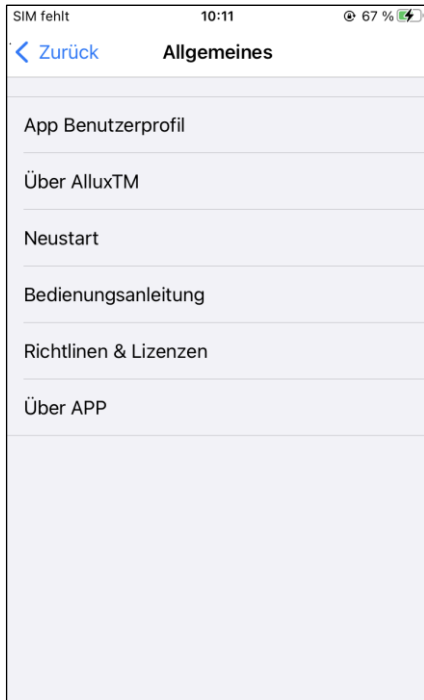 SIM fehlt 10:11 67 %
Zurück Allgemeines
App Benutzerprofil
Über AlluxTM
Neustart
Bedienungsanleitung
Richtlinen & Lizenzen
Über APP